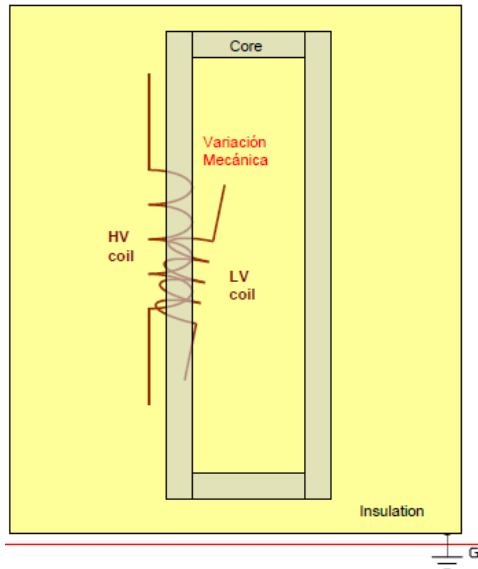 Core
Variación
Mecánica
HV
coil
LV
coil
Insulation
G